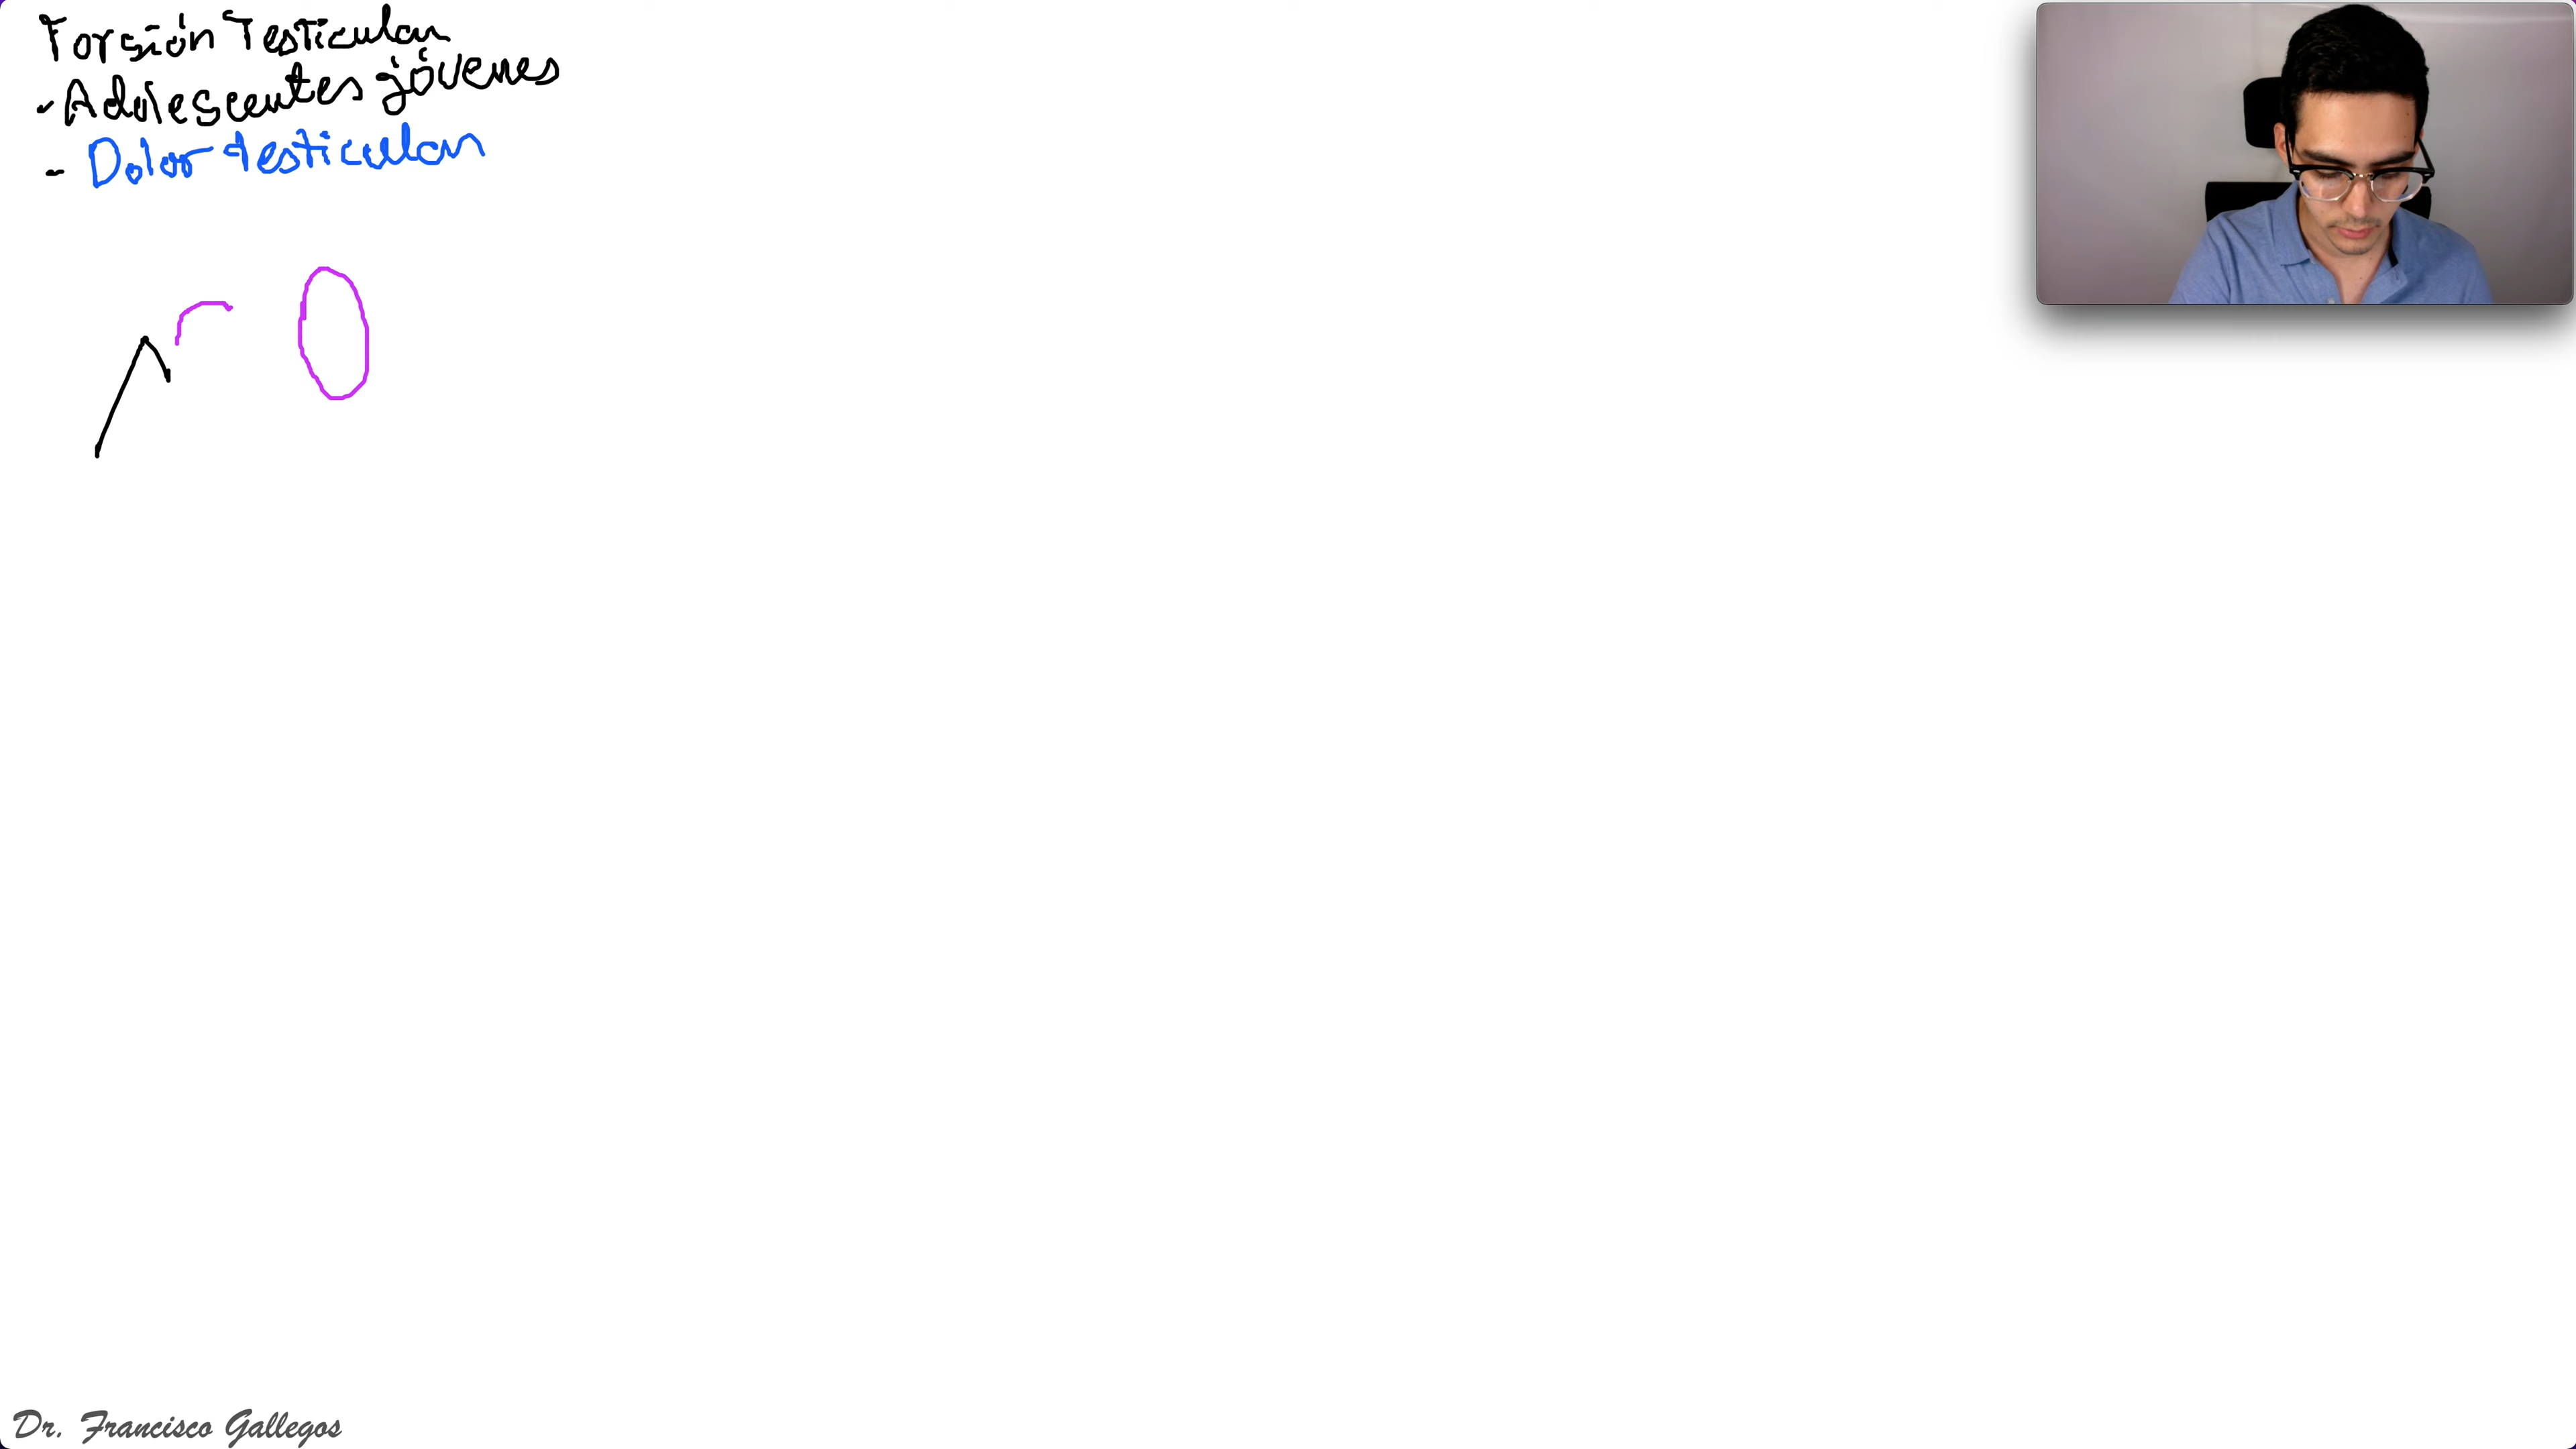 Torsión Testicular
- Adolescentes jóvenes
- Dolor testicular
Dr. Francisco Gallegos